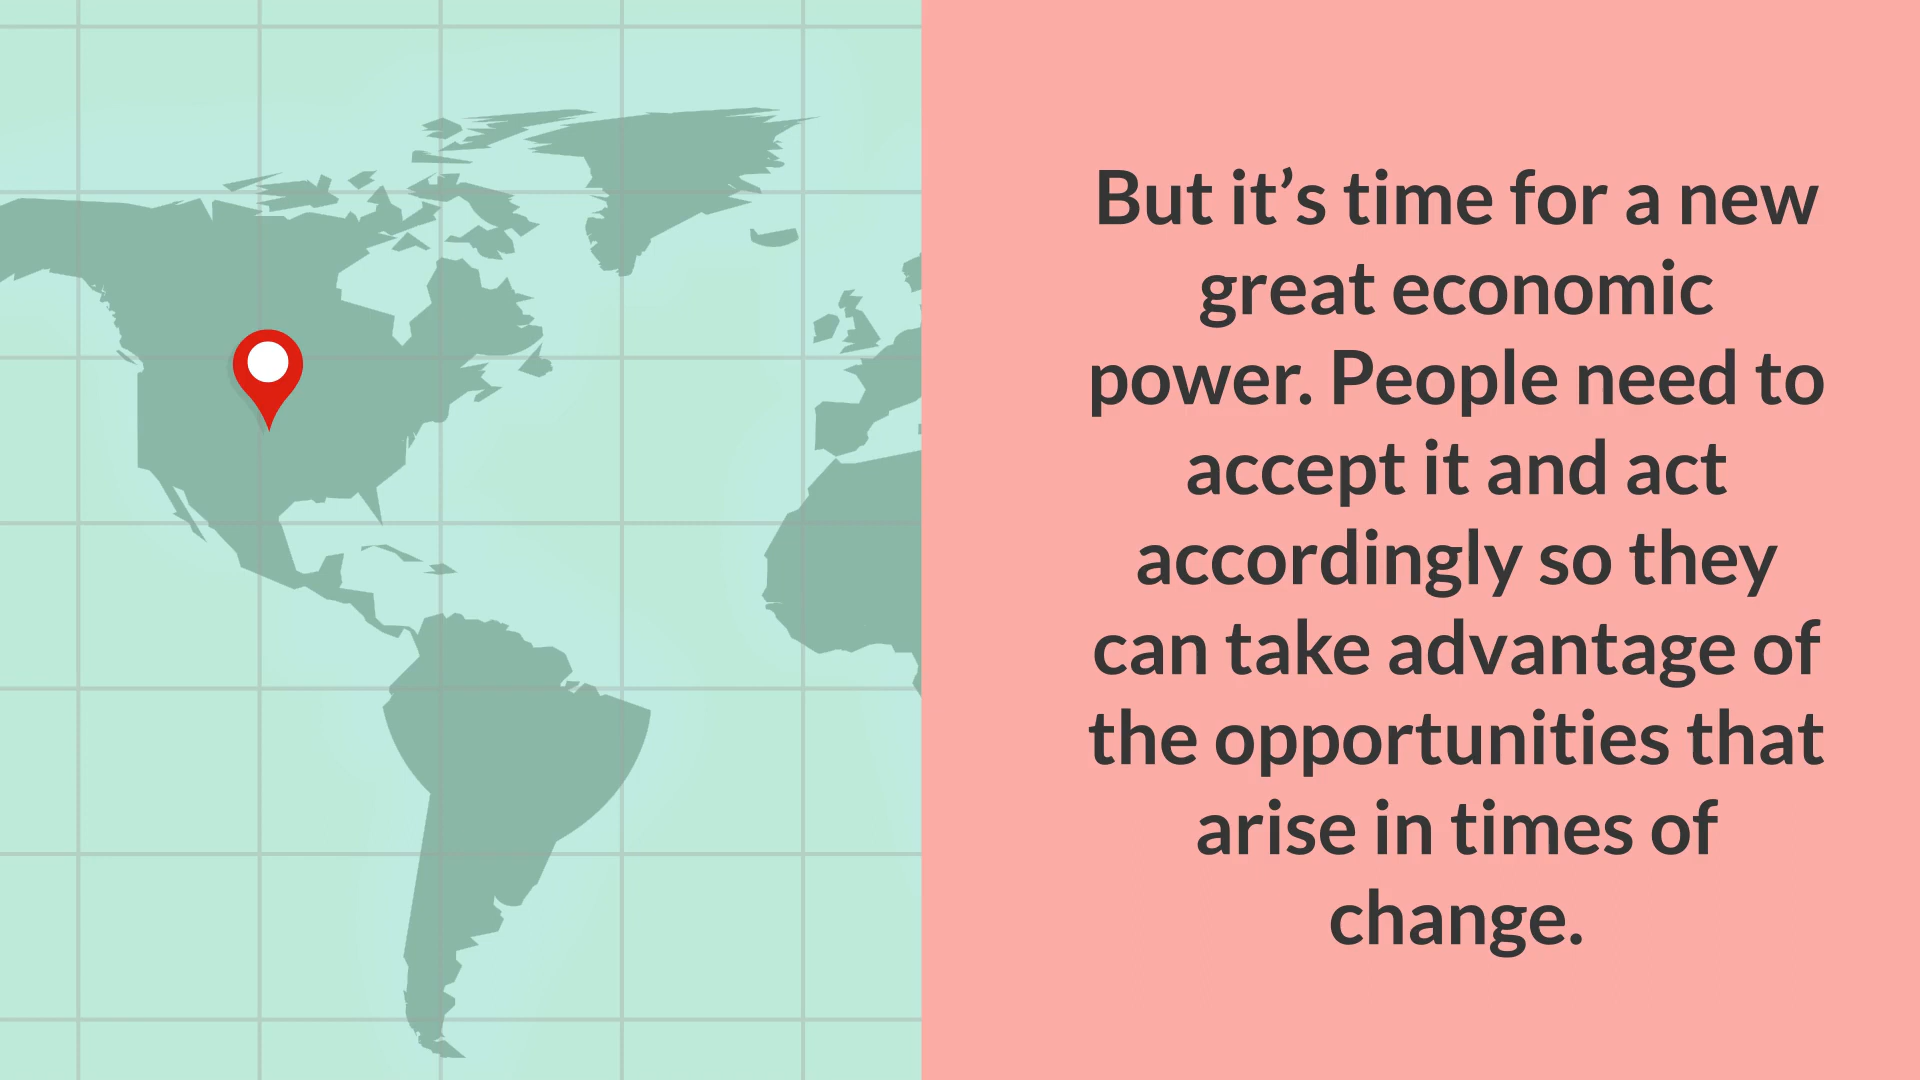 But it’s time for a new
great economic
power. People need to
accept it and act
accordingly so they
can take advantage of
the opportunities that
arise in times of
change.